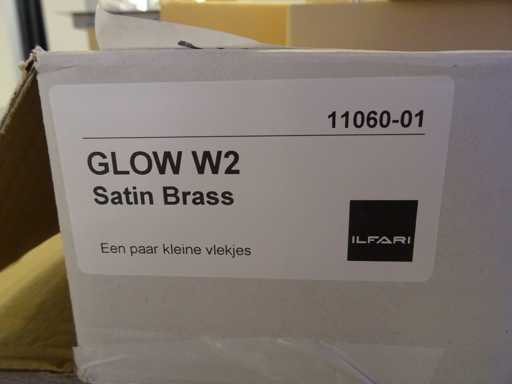 11060-01
GLOW W2
Satin Brass
ILFARI
Een paar kleine vlekjes